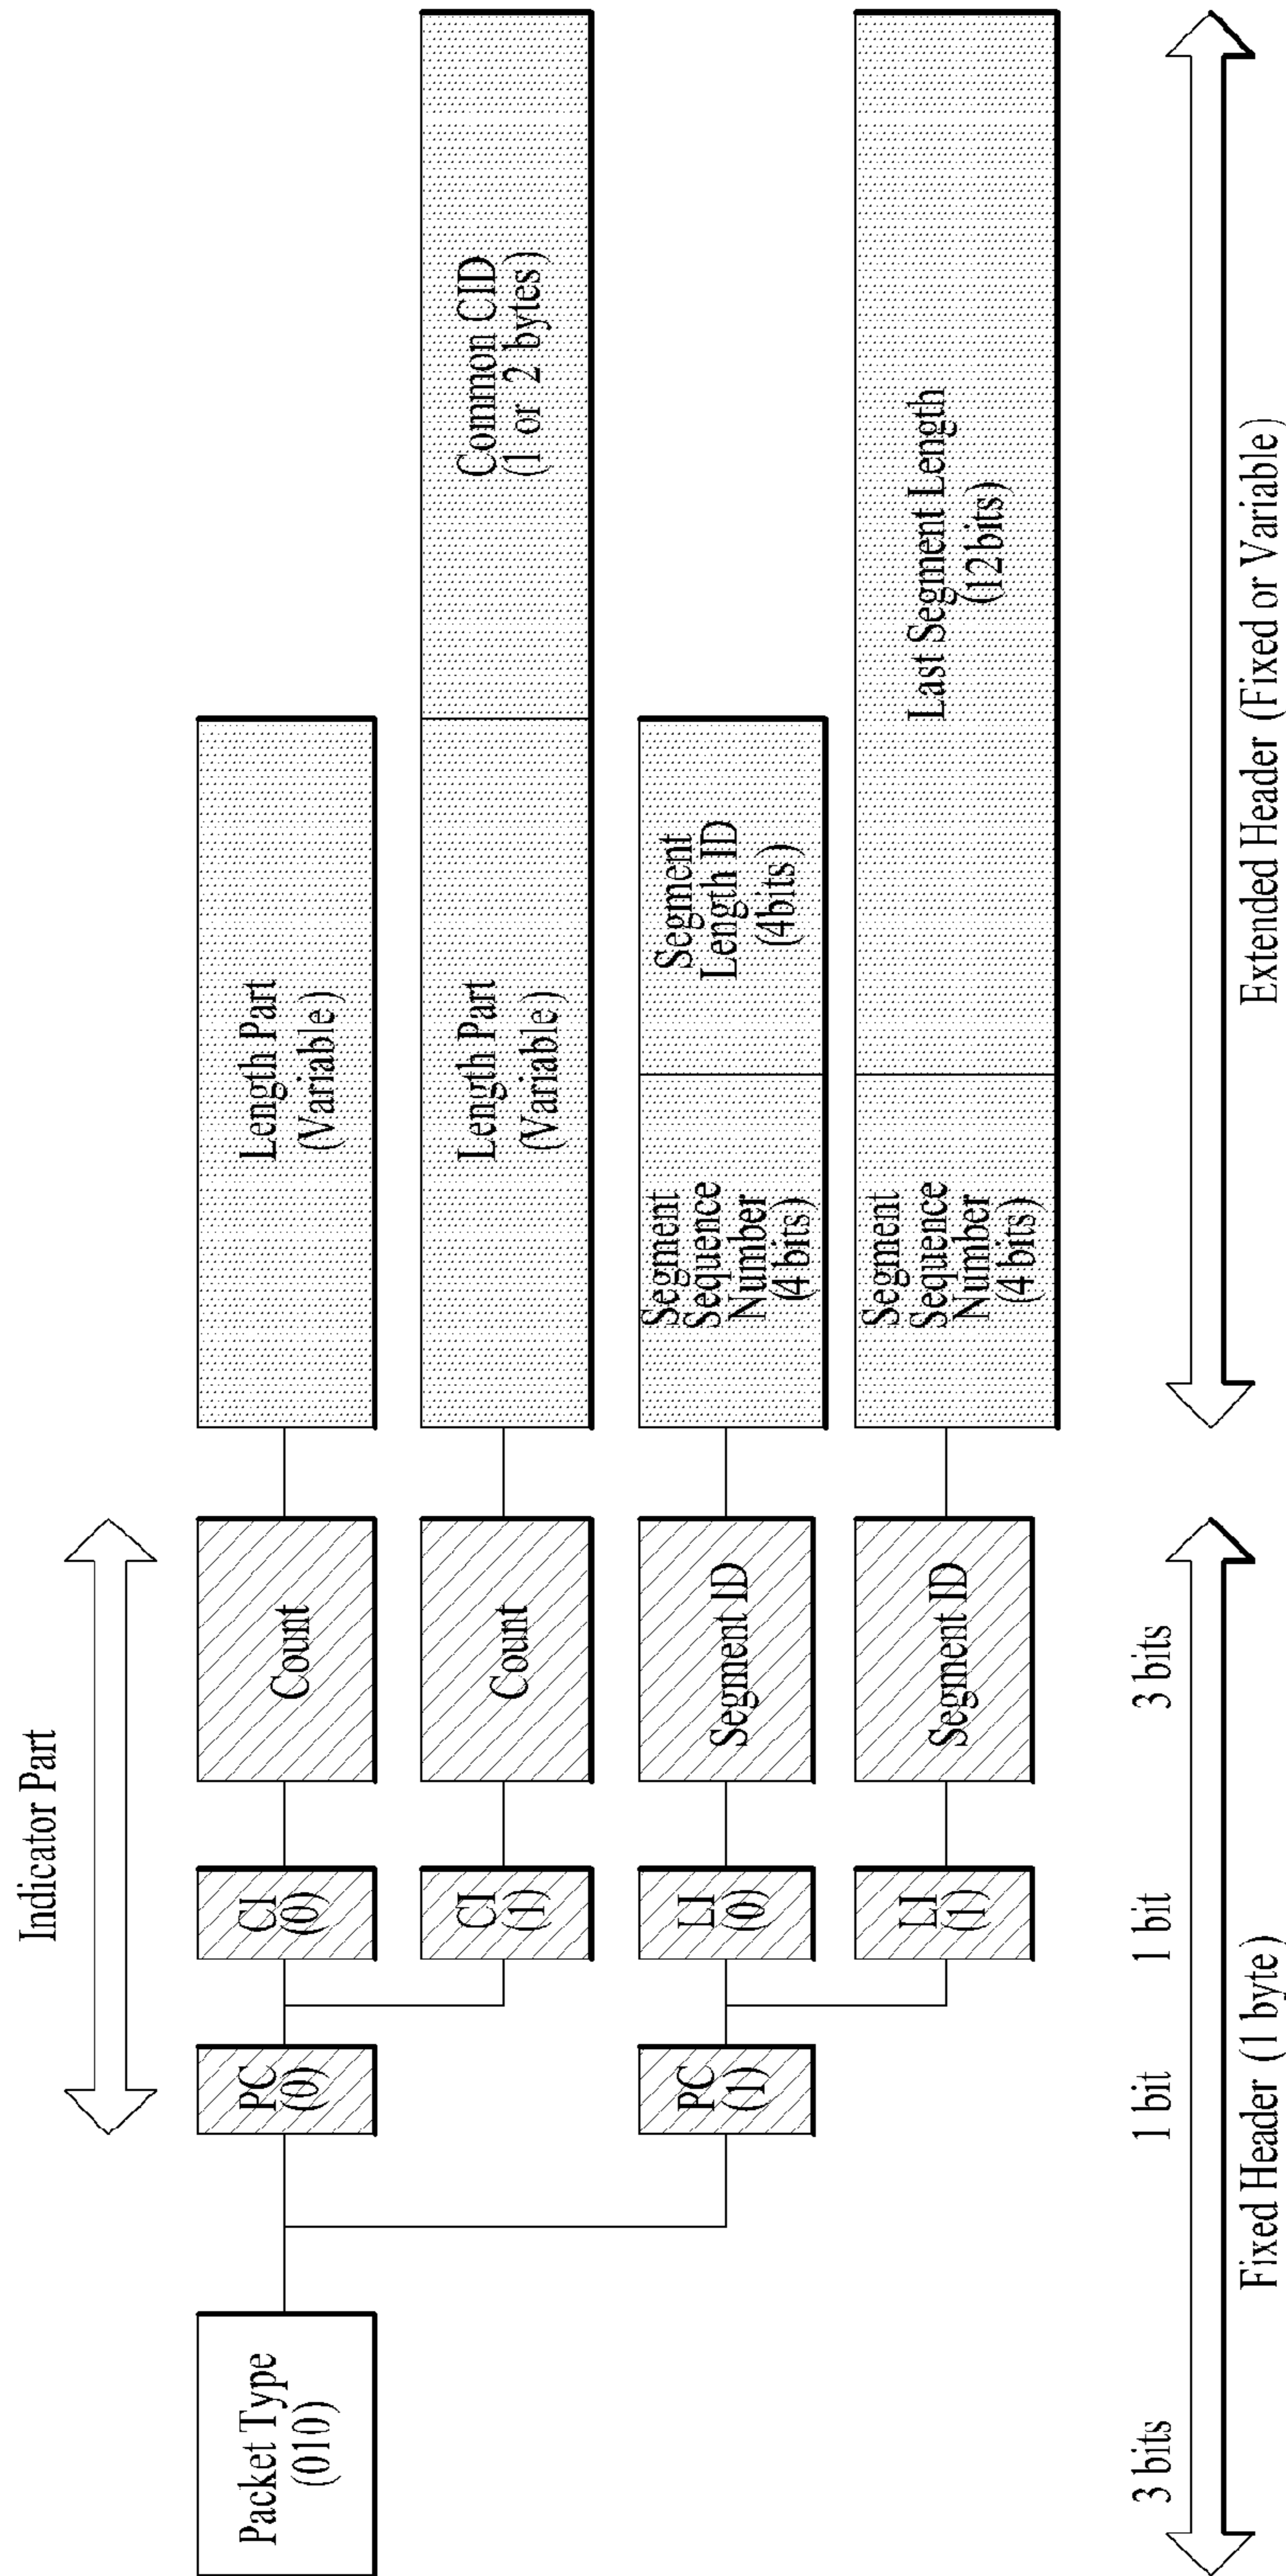 Indicator Part
Packet Type
(010)
PC
(0)
CI
(0)
Count
Length Part
(Variable)
CI
(1)
Count
Length Part
(Variable)
Common CID
(1 or 2 bytes)
PC
(1)
LI
(0)
Segment ID
Segment
Sequence
Number
(4 bits)
Segment
Length ID
(4bits)
LI
(1)
Segment ID
Segment
Sequence
Number
(4 bits)
Last Segment Length
(12bits)
3 bits
1 bit
1 bit
3 bits
Fixed Header (1 byte)
Extended Header (Fixed or Variable)